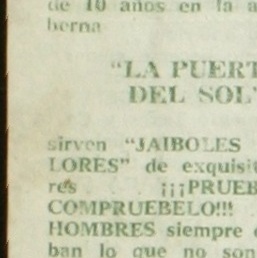 de 10 años en la a
berna
"LA PUERT
DEL SOL"
sirven "JAIBOLES
LORES" de exquisit
res . . . ¡¡¡PRUEB
COMPRUEBELO!!!
HOMBRES siempre
ban lo que no son